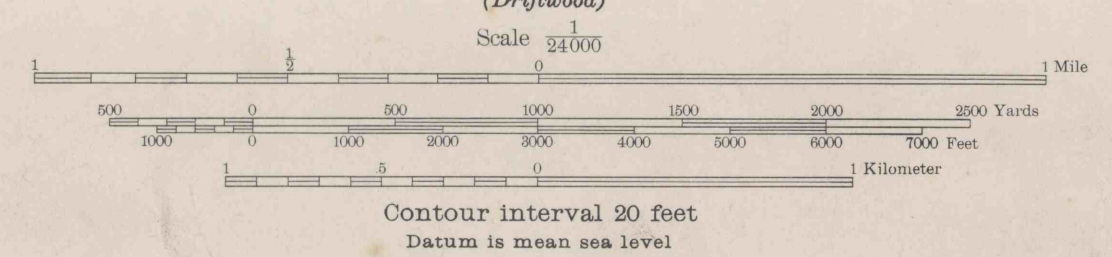 (Driftwood)
Scale 1/24000
1 1/2 0 1 Mile
500 0 500 1000 1500 2000 2500 Yards
1000 0 1000 2000 3000 4000 5000 6000 7000 Feet
1 .5 0 1 Kilometer
Contour interval 20 feet
Datum is mean sea level